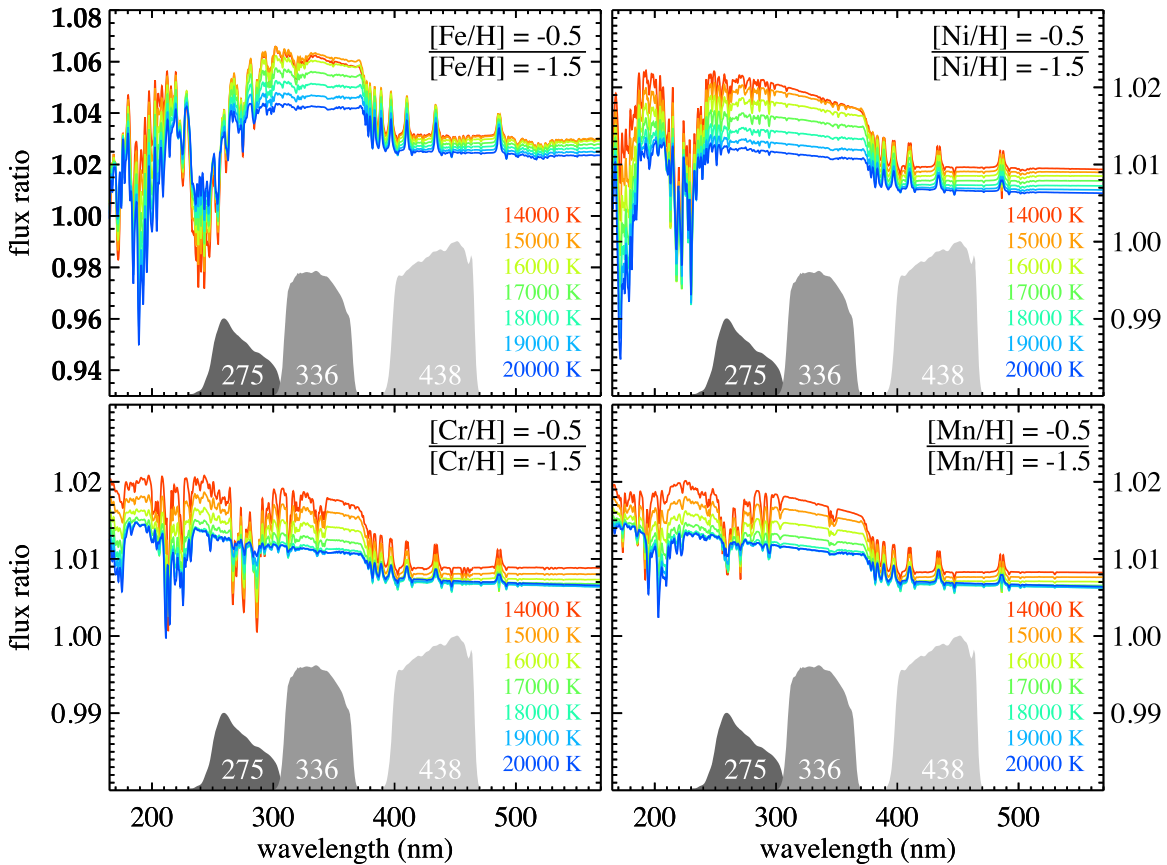 flux ratio
1.08
1.06
1.04
1.02
1.00
0.98
0.96
0.94
[Fe/H] = -0.5
[Fe/H] = -1.5
14000 K
15000 K
16000 K
17000 K
18000 K
19000 K
20000 K
275 336 438
[Ni/H] = -0.5
[Ni/H] = -1.5
14000 K
15000 K
16000 K
17000 K
18000 K
19000 K
20000 K
275 336 438
1.02
1.01
1.00
0.99
flux ratio
1.02
1.01
1.00
0.99
[Cr/H] = -0.5
[Cr/H] = -1.5
14000 K
15000 K
16000 K
17000 K
18000 K
19000 K
20000 K
275 336 438
200 300 400 500
wavelength (nm)
[Mn/H] = -0.5
[Mn/H] = -1.5
14000 K
15000 K
16000 K
17000 K
18000 K
19000 K
20000 K
275 336 438
1.02
1.01
1.00
0.99
200 300 400 500
wavelength (nm)